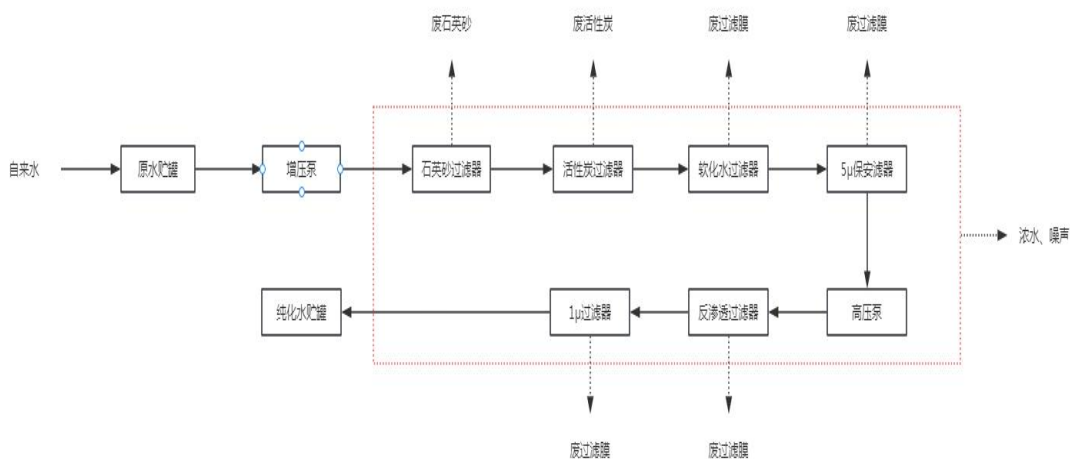 废石英砂
废活性炭
废过滤膜
废过滤膜
自来水
原水贮罐
增压泵
石英砂过滤器
活性炭过滤器
软化水过滤器
5μ保安滤器
浓水、噪声
纯化水贮罐
1μ过滤器
反渗透过滤器
高压泵
废过滤膜
废过滤膜